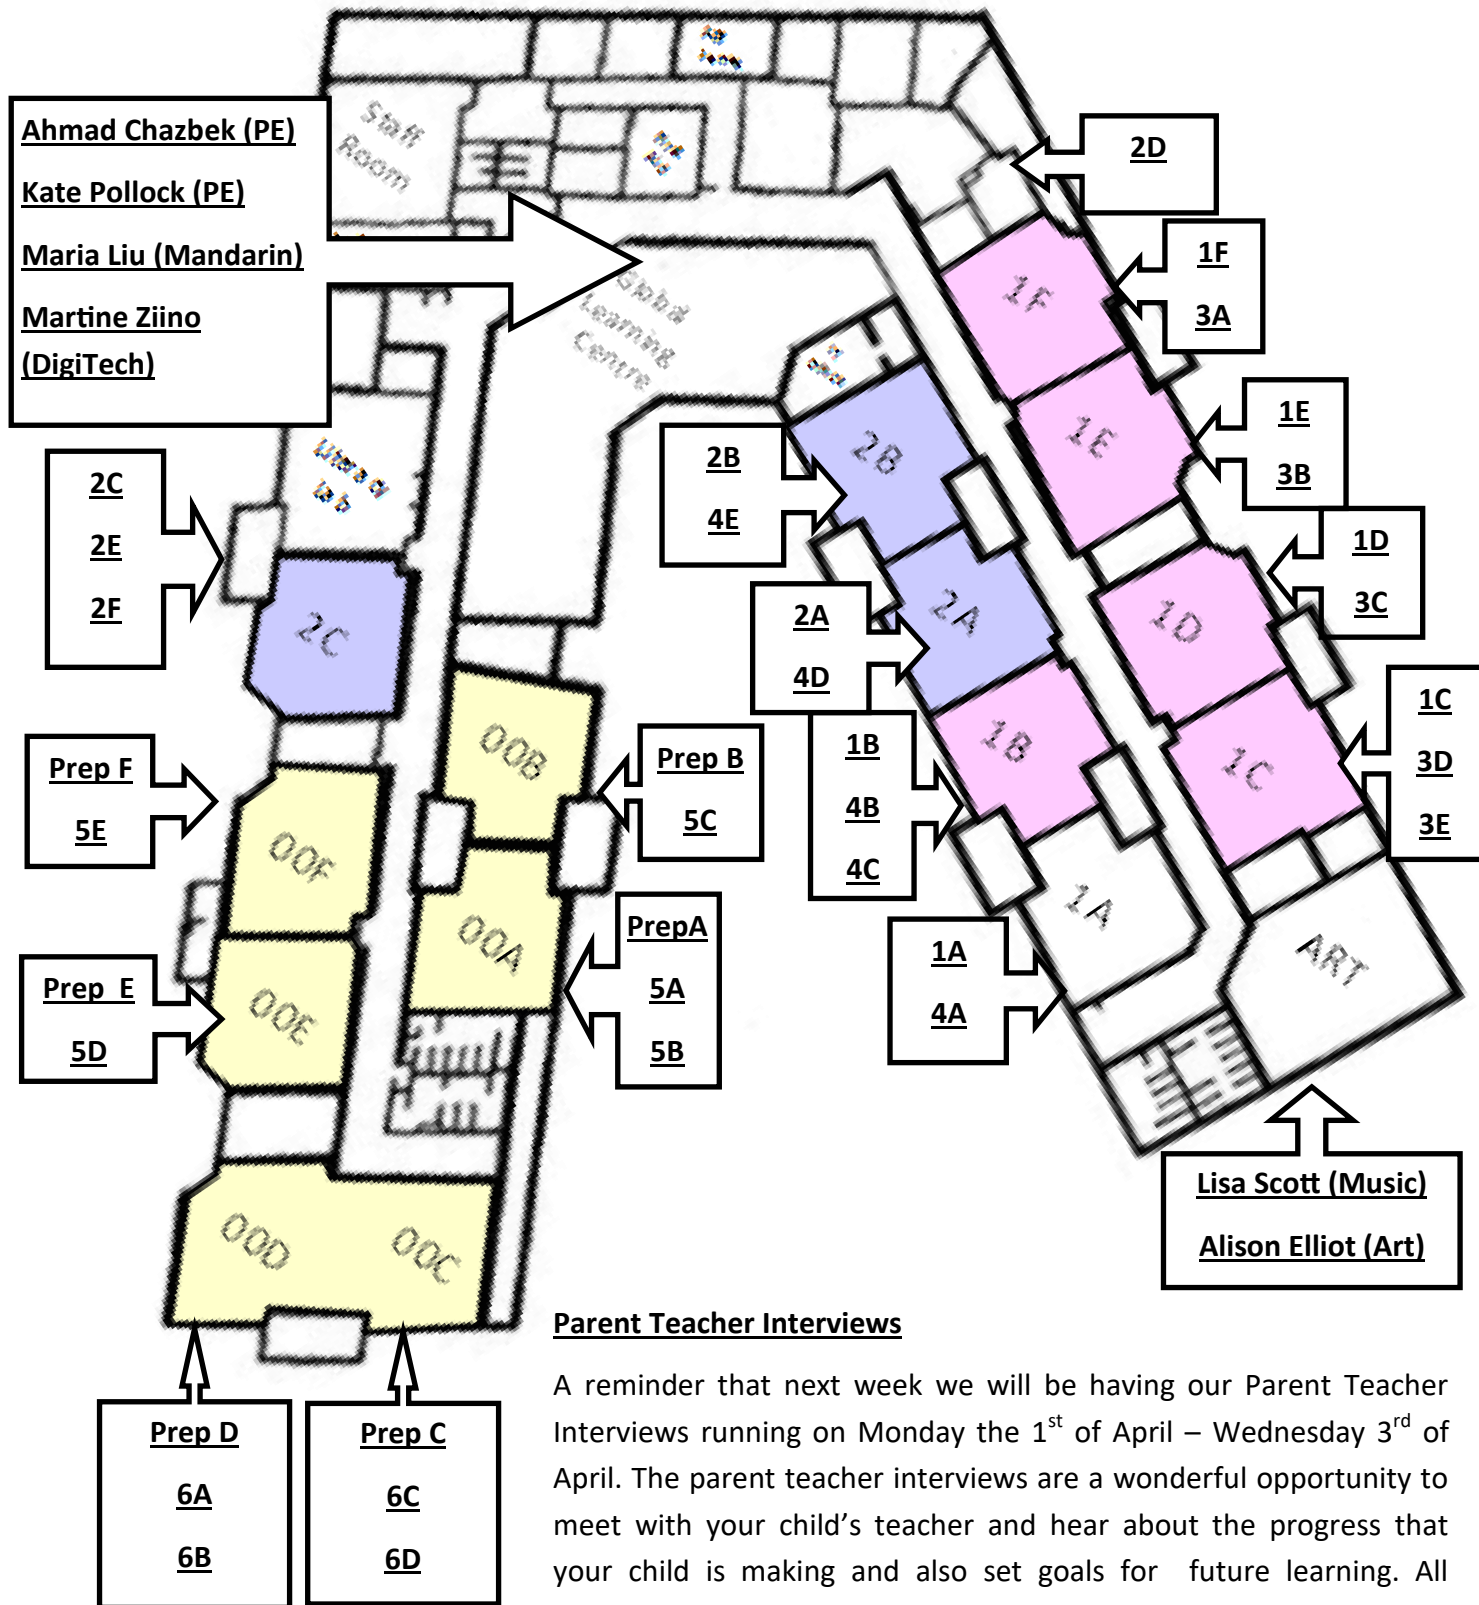 Staff
Room
Ahmad Chazbek (PE)
Kate Pollock (PE)
Maria Liu (Mandarin)
Martine Ziino
(DigiTech)
Global
Learning
Centre
2D
1F
3A
1F
1E
3B
1E
1D
3C
1D
1C
3D
3E
1C
2B
4E
2B
2A
4D
2A
1B
4B
4C
1B
1A
4A
1A
ART
Lisa Scott (Music)
Alison Elliot (Art)
2C
2E
2F
2C
Prep F
5E
00F
Prep B
5C
00B
PrepA
5A
5B
00A
Prep E
5D
00E
00D
00C
Prep D
6A
6B
Prep C
6C
6D
Parent Teacher Interviews
A reminder that next week we will be having our Parent Teacher
Interviews running on Monday the 1st of April – Wednesday 3rd of
April. The parent teacher interviews are a wonderful opportunity to
meet with your child’s teacher and hear about the progress that
your child is making and also set goals for future learning. All